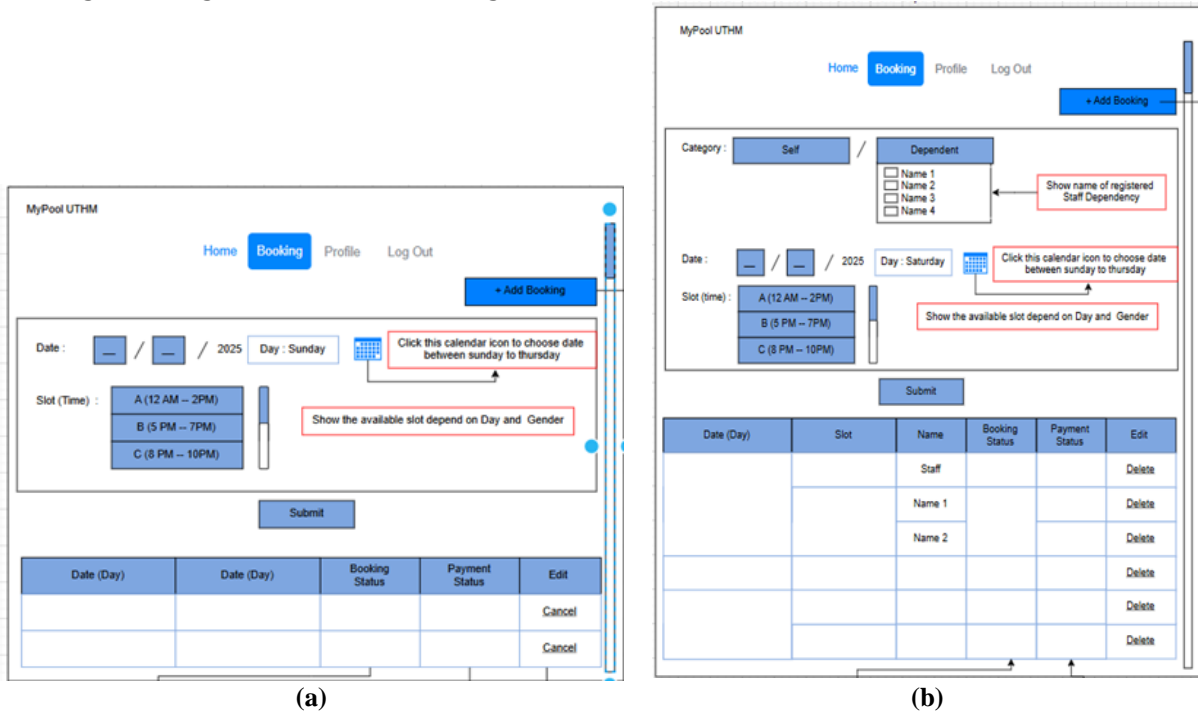 MyPool UTHM
Home Booking Profile Log Out
+ Add Booking
Date : __ / __ / 2025 Day : Sunday
Click this calendar icon to choose date
between sunday to thursday
Slot (Time) :
A (12 AM -- 2PM)
B (5 PM -- 7PM)
C (8 PM -- 10PM)
Show the available slot depend on Day and Gender
Submit
Date (Day) Date (Day) Booking Status Payment Status Edit
Cancel
Cancel
(a)
MyPool UTHM
Home Booking Profile Log Out
+ Add Booking
Category : Self / Dependent
Name 1
Name 2
Name 3
Name 4
Show name of registered
Staff Dependency
Date : __ / __ / 2025 Day : Saturday
Click this calendar icon to choose date
between sunday to thursday
Slot (time) :
A (12 AM -- 2PM)
B (5 PM -- 7PM)
C (8 PM -- 10PM)
Show the available slot depend on Day and Gender
Submit
Date (Day) Slot Name Booking Status Payment Status Edit
Staff Delete
Name 1 Delete
Name 2 Delete
Delete
Delete
Delete
(b)